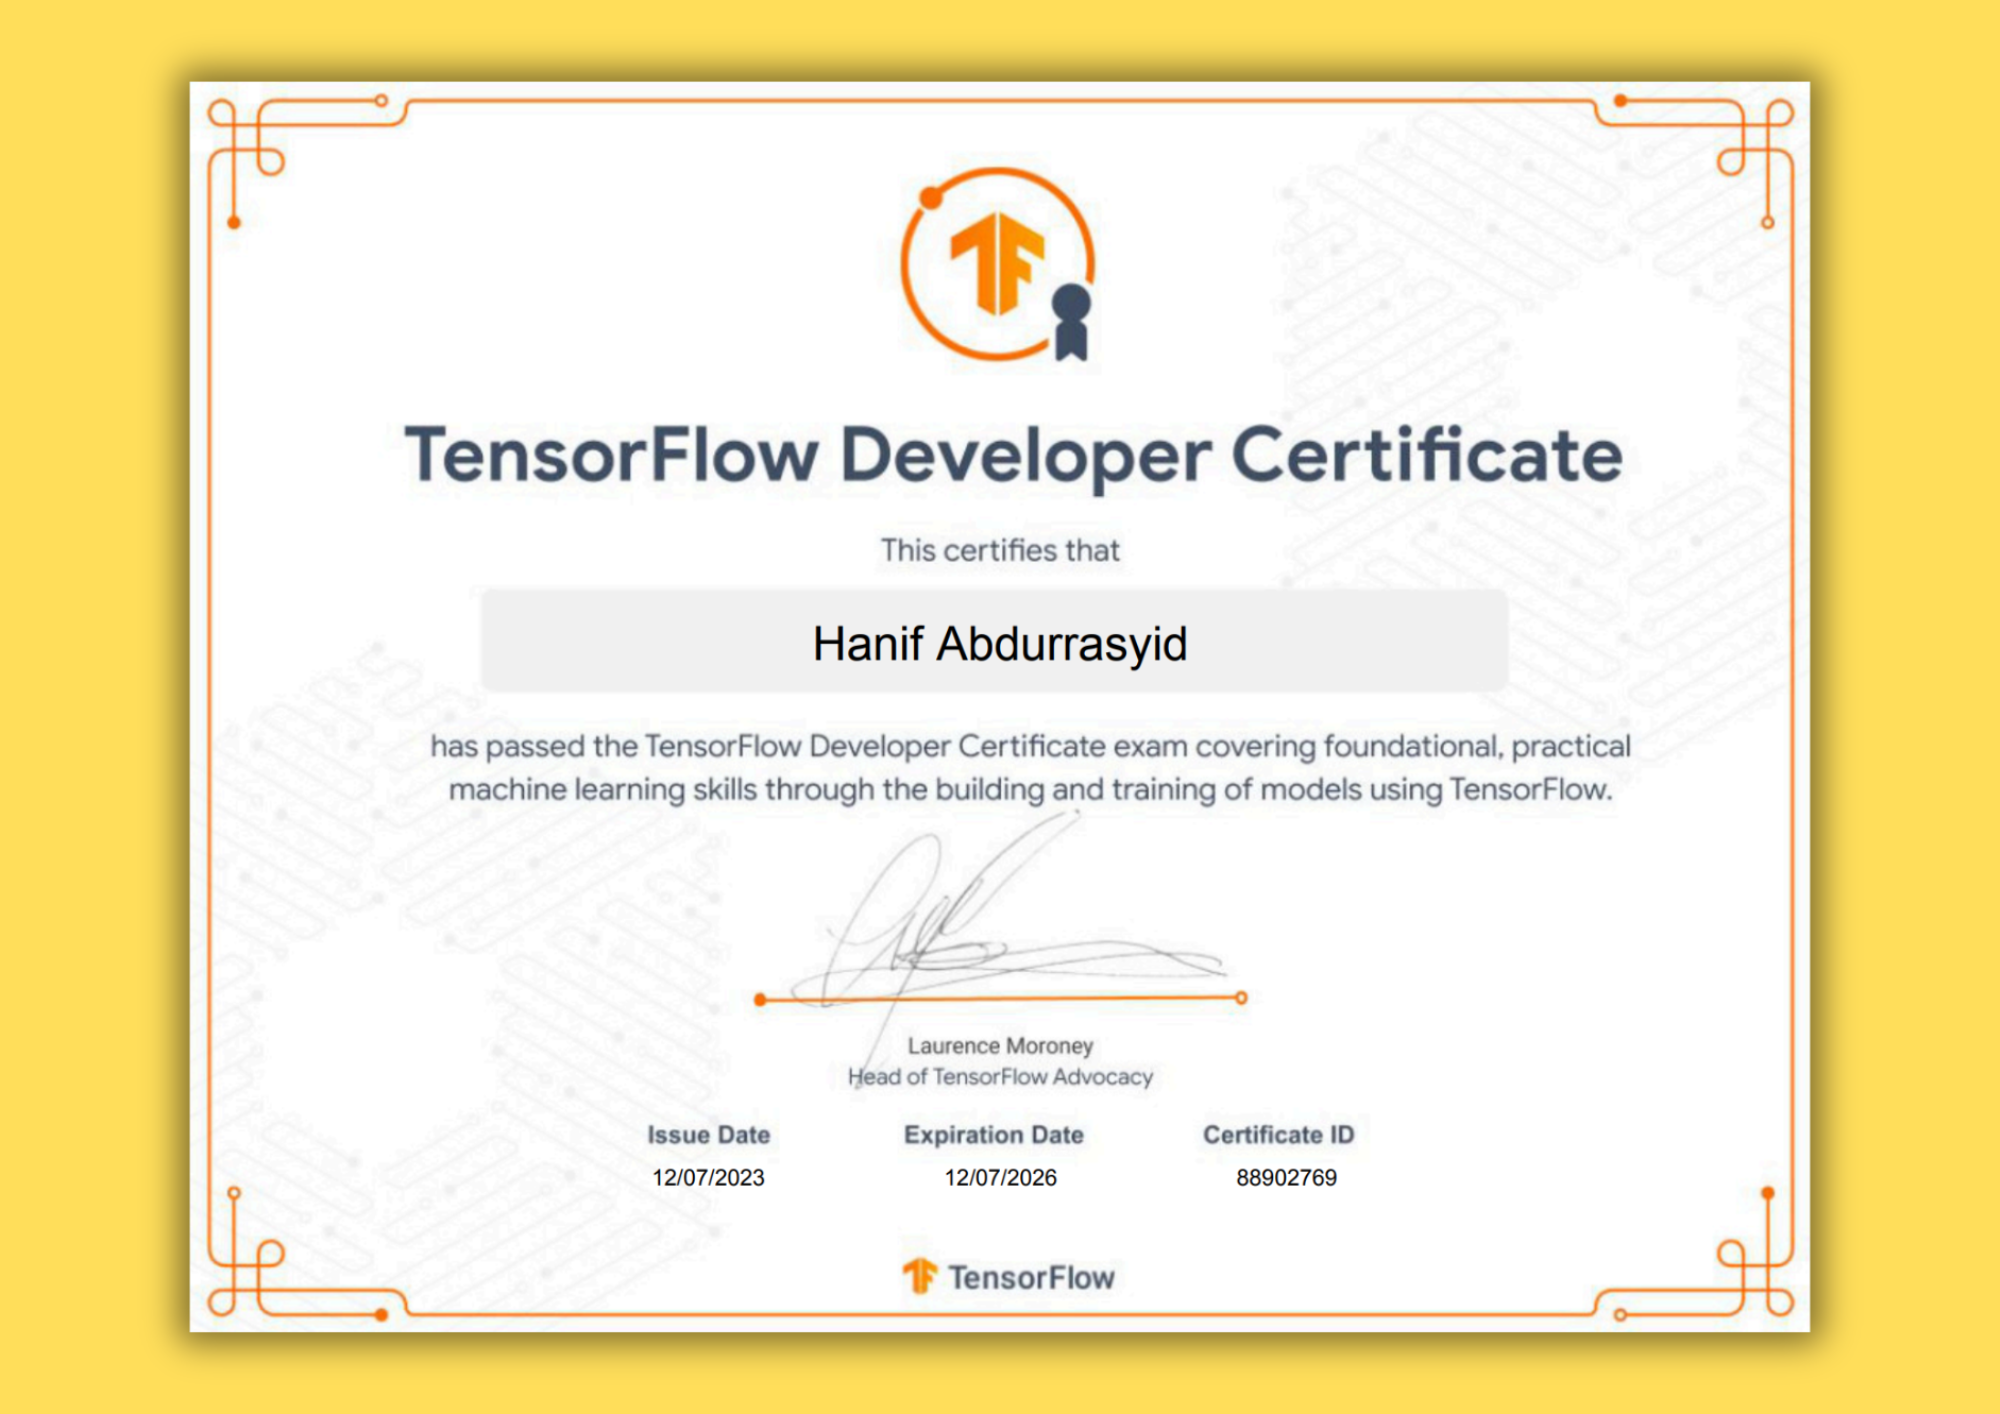 TensorFlow Developer Certificate
This certifies that
Hanif Abdurrasyid
has passed the TensorFlow Developer Certificate exam covering foundational, practical
machine learning skills through the building and training of models using TensorFlow.
Laurence Moroney
Head of TensorFlow Advocacy
Issue Date Expiration Date Certificate ID
12/07/2023 12/07/2026 88902769
TensorFlow